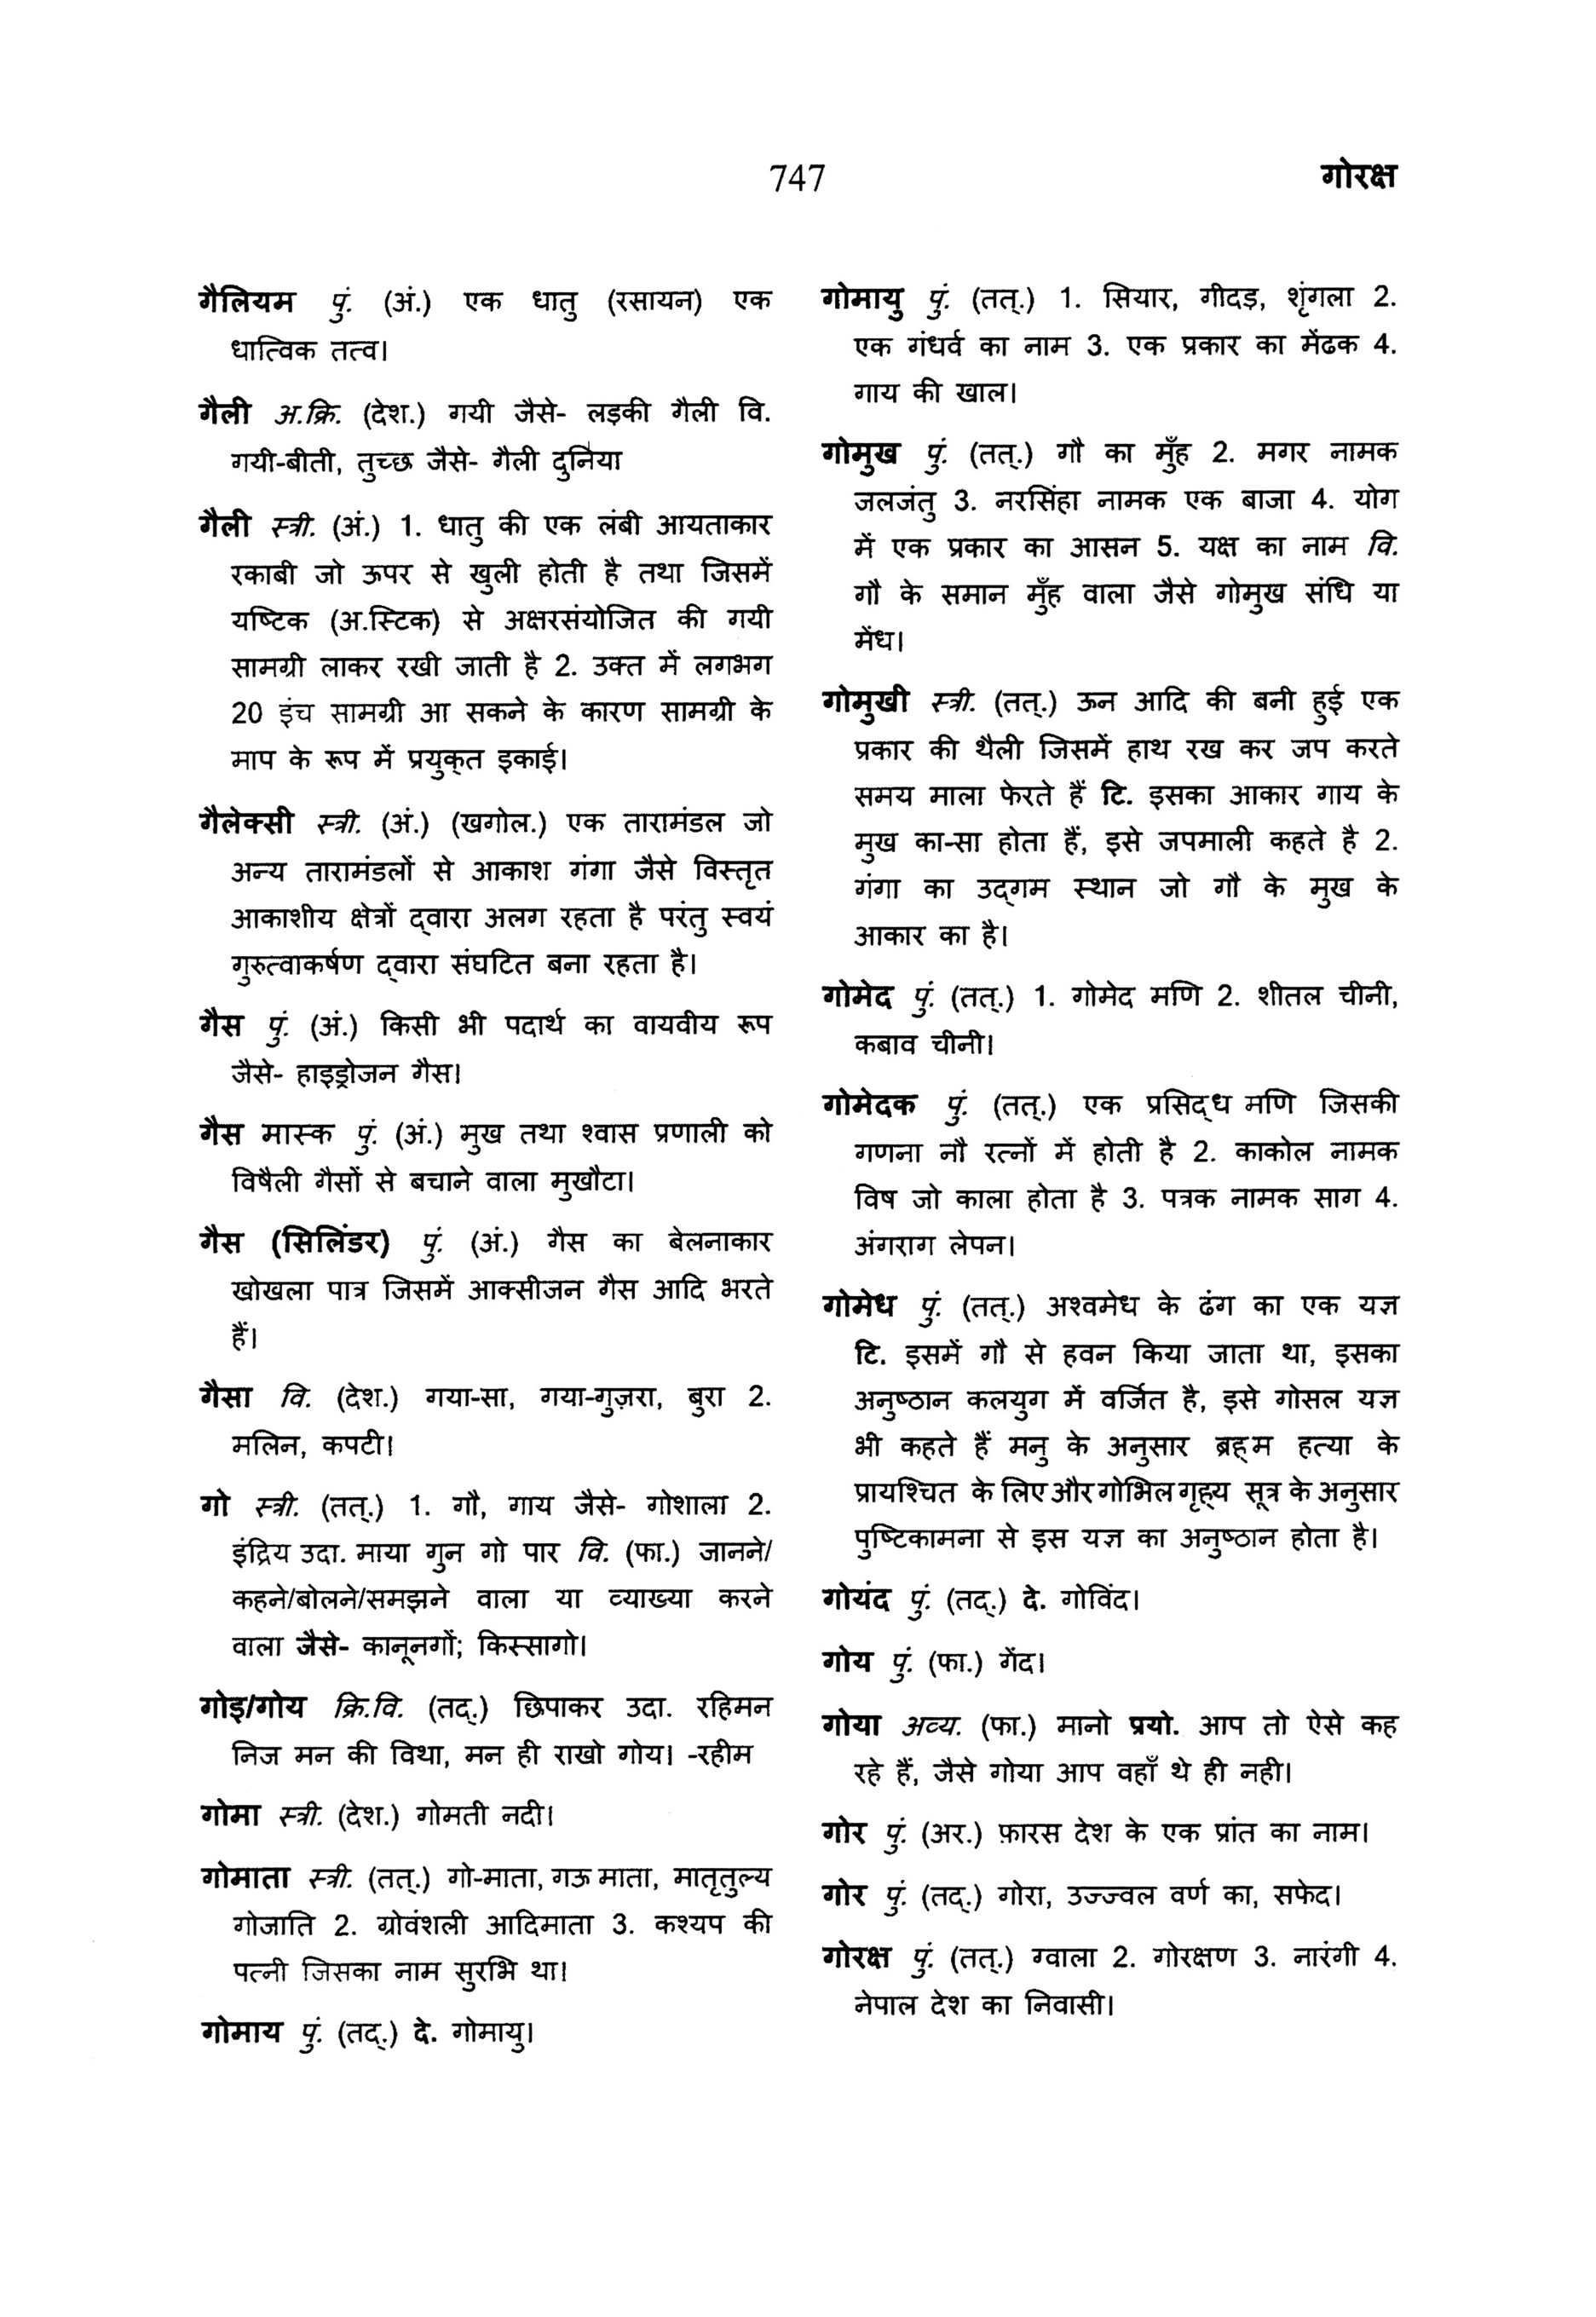 747
गोरक्ष
गैलियम पुं. (अं.) एक धातु (रसायन) एक
धात्विक तत्व।
गैली अ.क्रि. (देश.) गयी जैसे- लड़की गैली वि.
गयी-बीती, तुच्छ जैसे- गैली दुनिया
गैली स्त्री. (अं.) 1. धातु की एक लंबी आयताकार
रकाबी जो ऊपर से खुली होती है तथा जिसमें
यष्टिक (अ.स्टिक) से अक्षरसंयोजित की गयी
सामग्री लाकर रखी जाती है 2. उक्त में लगभग
20 इंच सामग्री आ सकने के कारण सामग्री के
माप के रूप में प्रयुक्त इकाई।
गैलेक्सी स्त्री. (अं.) (खगोल.) एक तारामंडल जो
अन्य तारामंडलों से आकाश गंगा जैसे विस्तृत
आकाशीय क्षेत्रों द्‌वारा अलग रहता है परंतु स्वयं
गुरुत्वाकर्षण द्‌वारा संघटित बना रहता है।
गैस पुं. (अं.) किसी भी पदार्थ का वायवीय रूप
जैसे- हाइड्रोजन गैस।
गैस मास्क पुं. (अं.) मुख तथा श्वास प्रणाली को
विषैली गैसों से बचाने वाला मुखौटा।
गैस (सिलिंडर) पुं. (अं.) गैस का बेलनाकार
खोखला पात्र जिसमें आक्सीजन गैस आदि भरते
हैं।
गैसा वि. (देश.) गया-सा, गया-गुज़रा, बुरा 2.
मलिन, कपटी।
गो स्त्री. (तत्.) 1. गौ, गाय जैसे- गोशाला 2.
इंद्रिय उदा. माया गुन गो पार वि. (फा.) जानने/
कहने/बोलने/समझने वाला या व्याख्या करने
वाला जैसे- कानूनगों; किस्सागो।
गोइ/गोय क्रि.वि. (तद्.) छिपाकर उदा. रहिमन
निज मन की विथा, मन ही राखो गोय। -रहीम
गोमा स्त्री. (देश.) गोमती नदी।
गोमाता स्त्री. (तत्.) गो-माता, गऊ माता, मातृतुल्य
गोजाति 2. ग्रोवंशली आदिमाता 3. कश्यप की
पत्नी जिसका नाम सुरभि था।
गोमाय पुं. (तद्.) दे. गोमायु।
गोमायु पुं. (तत्.) 1. सियार, गीदड़, शृंगला 2.
एक गंधर्व का नाम 3. एक प्रकार का मेंढक 4.
गाय की खाल।
गोमुख पुं. (तत्.) गौ का मुँह 2. मगर नामक
जलजंतु 3. नरसिंहा नामक एक बाजा 4. योग
में एक प्रकार का आसन 5. यक्ष का नाम वि.
गौ के समान मुँह वाला जैसे गोमुख संधि या
मेंध।
गोमुखी स्त्री. (तत्.) ऊन आदि की बनी हुई एक
प्रकार की थैली जिसमें हाथ रख कर जप करते
समय माला फेरते हैं टि. इसका आकार गाय के
मुख का-सा होता हैं, इसे जपमाली कहते है 2.
गंगा का उद्‌गम स्थान जो गौ के मुख के
आकार का है।
गोमेद पुं. (तत्.) 1. गोमेद मणि 2. शीतल चीनी,
कबाव चीनी।
गोमेदक पुं. (तत्.) एक प्रसिद्‌ध मणि जिसकी
गणना नौ रत्नों में होती है 2. काकोल नामक
विष जो काला होता है 3. पत्रक नामक साग 4.
अंगराग लेपन।
गोमेध पुं. (तत्.) अश्वमेध के ढंग का एक यज्ञ
टि. इसमें गौ से हवन किया जाता था, इसका
अनुष्ठान कलयुग में वर्जित है, इसे गोसल यज्ञ
भी कहते हैं मनु के अनुसार ब्रह्‌म हत्या के
प्रायश्चित के लिए और गोभिल गृह्‌य सूत्र के अनुसार
पुष्टिकामना से इस यज्ञ का अनुष्ठान होता है।
गोयंद पुं. (तद्.) दे. गोविंद।
गोय पुं. (फा.) गेंद।
गोया अव्य. (फा.) मानो प्रयो. आप तो ऐसे कह
रहे हैं, जैसे गोया आप वहाँ थे ही नही।
गोर पुं. (अर.) फ़ारस देश के एक प्रांत का नाम।
गोर पुं. (तद्.) गोरा, उज्ज्वल वर्ण का, सफेद।
गोरक्ष पुं. (तत्.) ग्वाला 2. गोरक्षण 3. नारंगी 4.
नेपाल देश का निवासी।